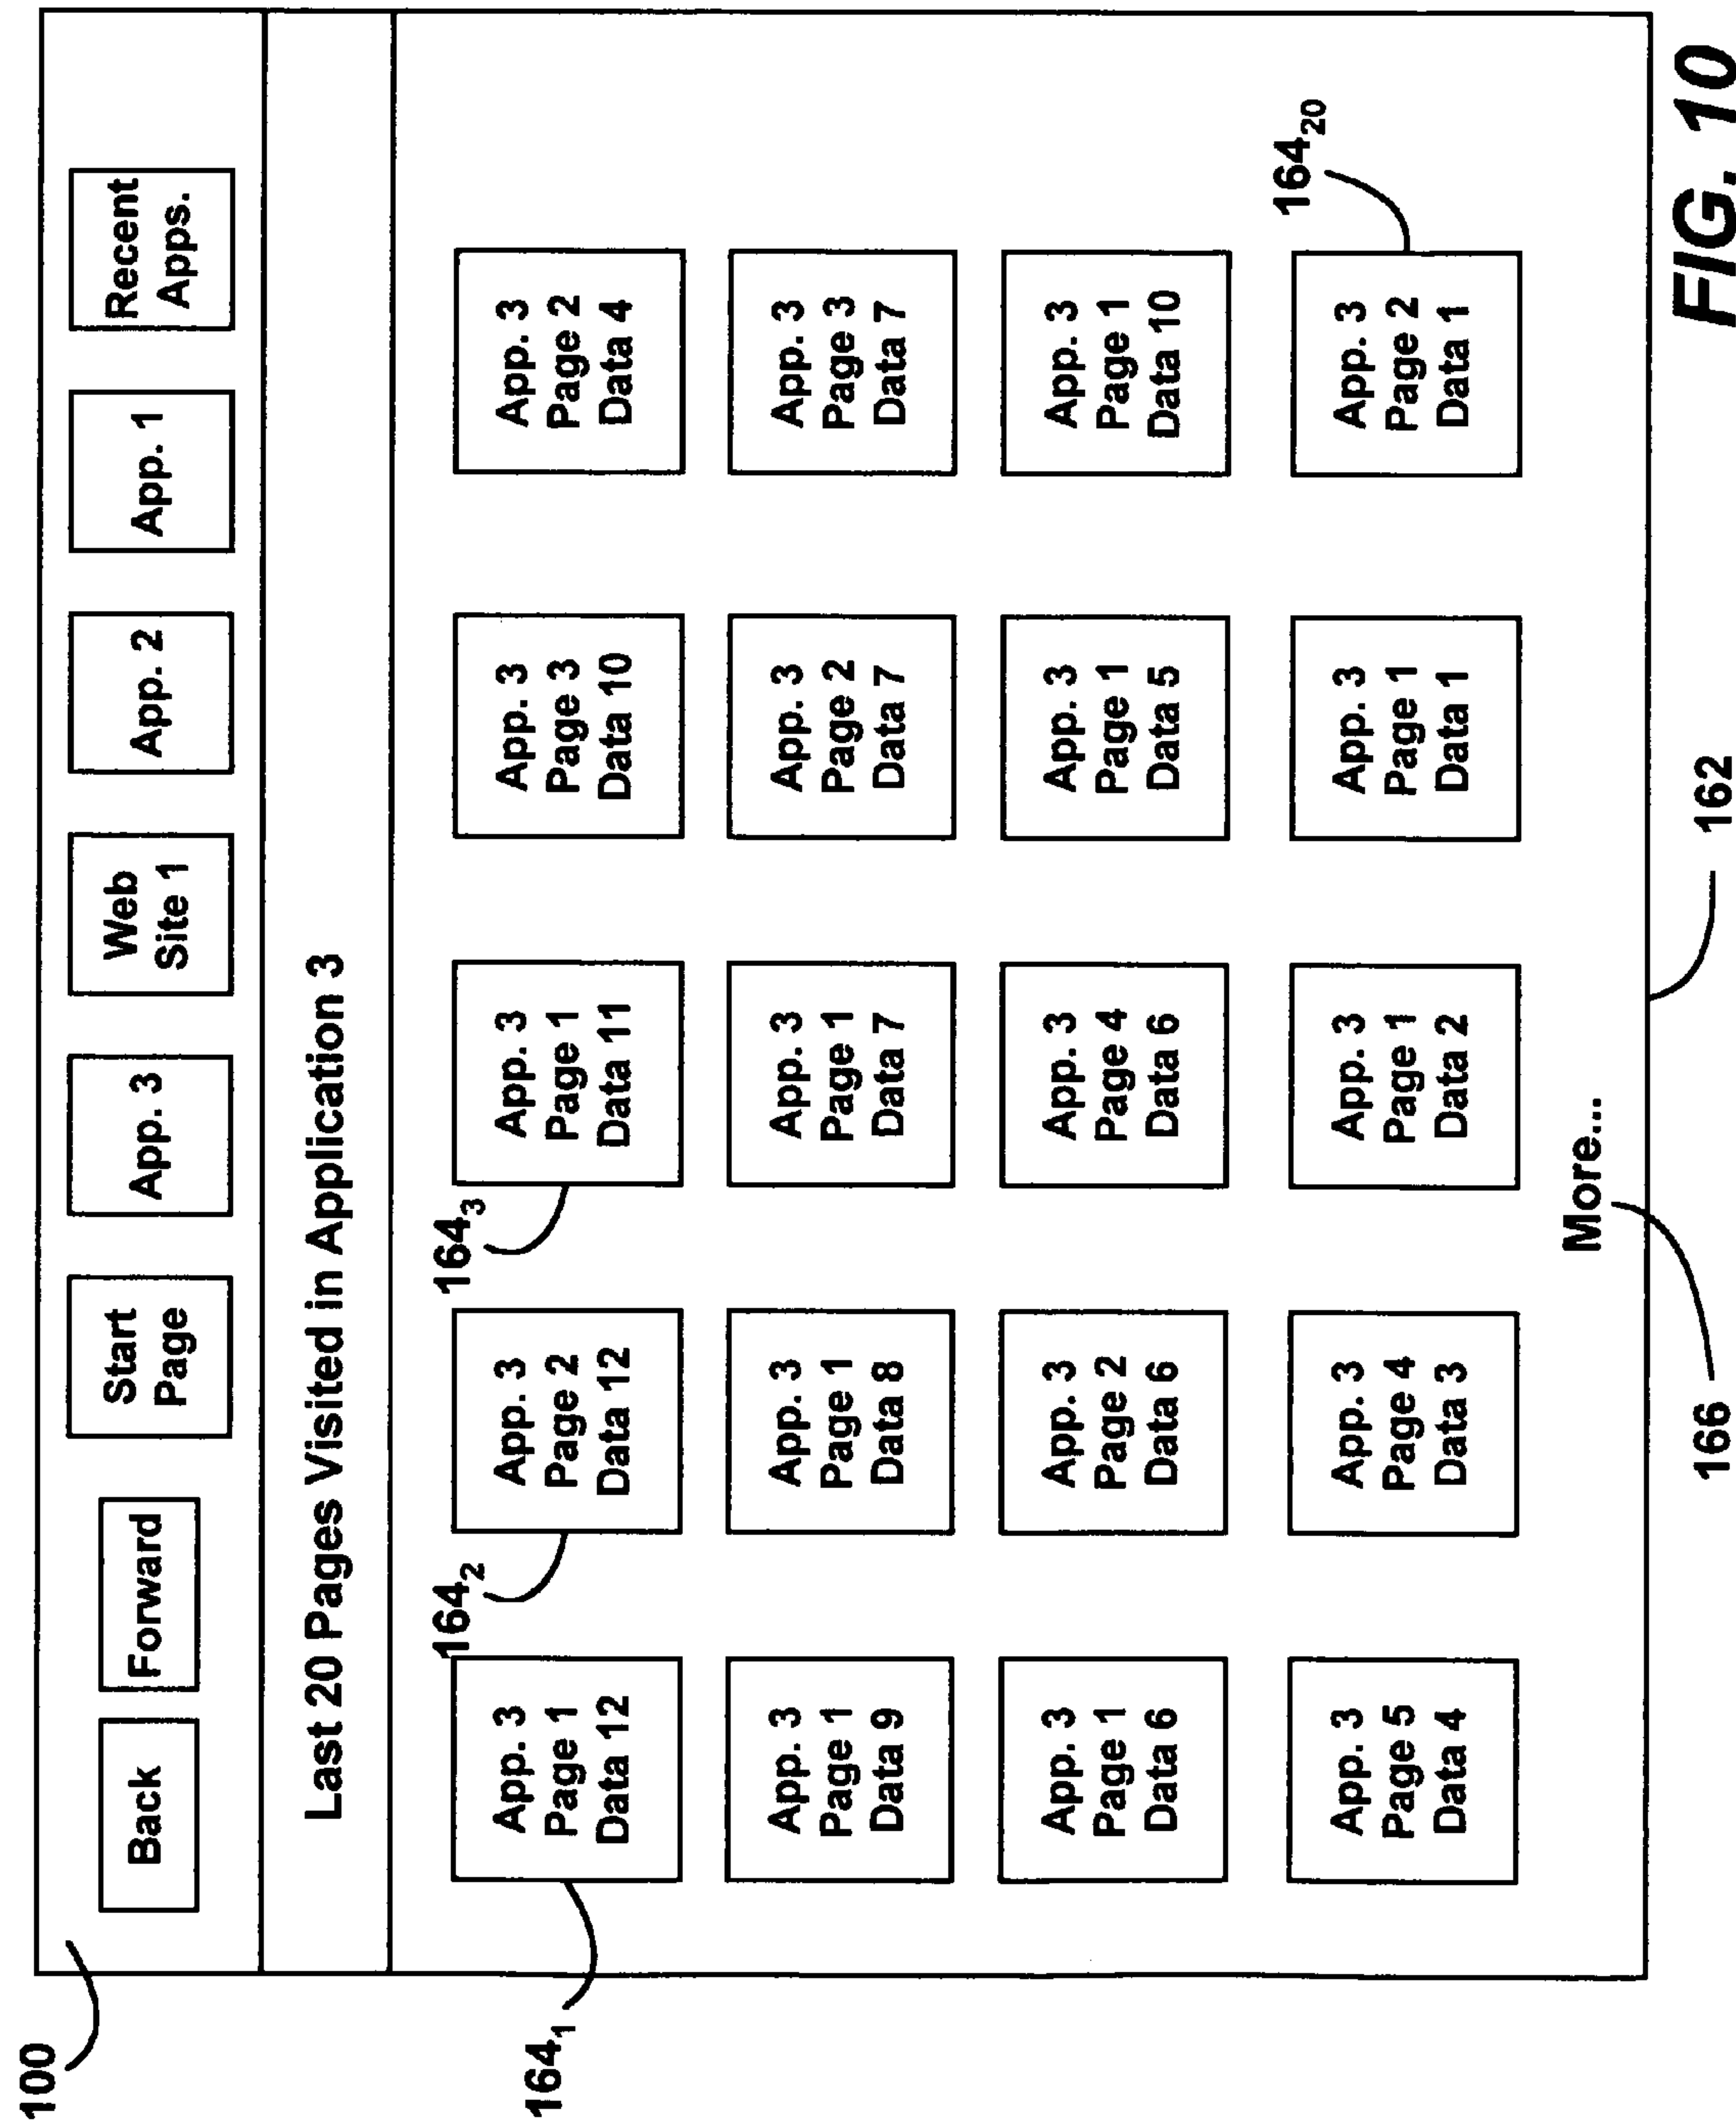 100
Back
Forward
Start
Page
App. 3
Web
Site 1
App. 2
App. 1
Recent
Apps.
Last 20 Pages Visited in Application 3
164₁
164₂
164₃
App. 3
Page 1
Data 12
App. 3
Page 2
Data 12
App. 3
Page 1
Data 11
App. 3
Page 3
Data 10
App. 3
Page 2
Data 4
App. 3
Page 1
Data 9
App. 3
Page 1
Data 8
App. 3
Page 1
Data 7
App. 3
Page 2
Data 7
App. 3
Page 3
Data 7
App. 3
Page 1
Data 6
App. 3
Page 2
Data 6
App. 3
Page 4
Data 6
App. 3
Page 1
Data 5
App. 3
Page 1
Data 10
164₂₀
App. 3
Page 5
Data 4
App. 3
Page 4
Data 3
App. 3
Page 1
Data 2
App. 3
Page 1
Data 1
App. 3
Page 2
Data 1
More...
166
162
FIG. 10